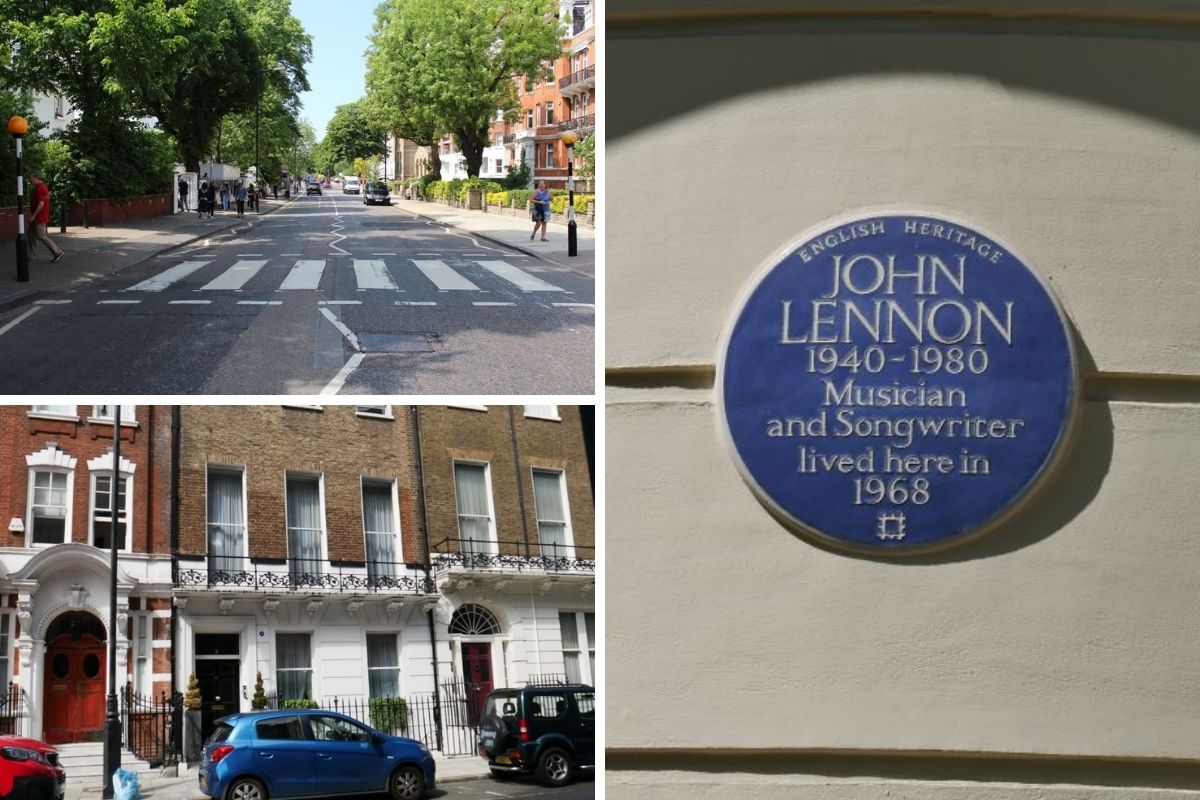 ENGLISH HERITAGE
JOHN
LENNON
1940-1980
Musician
and Songwriter
lived here in
1968